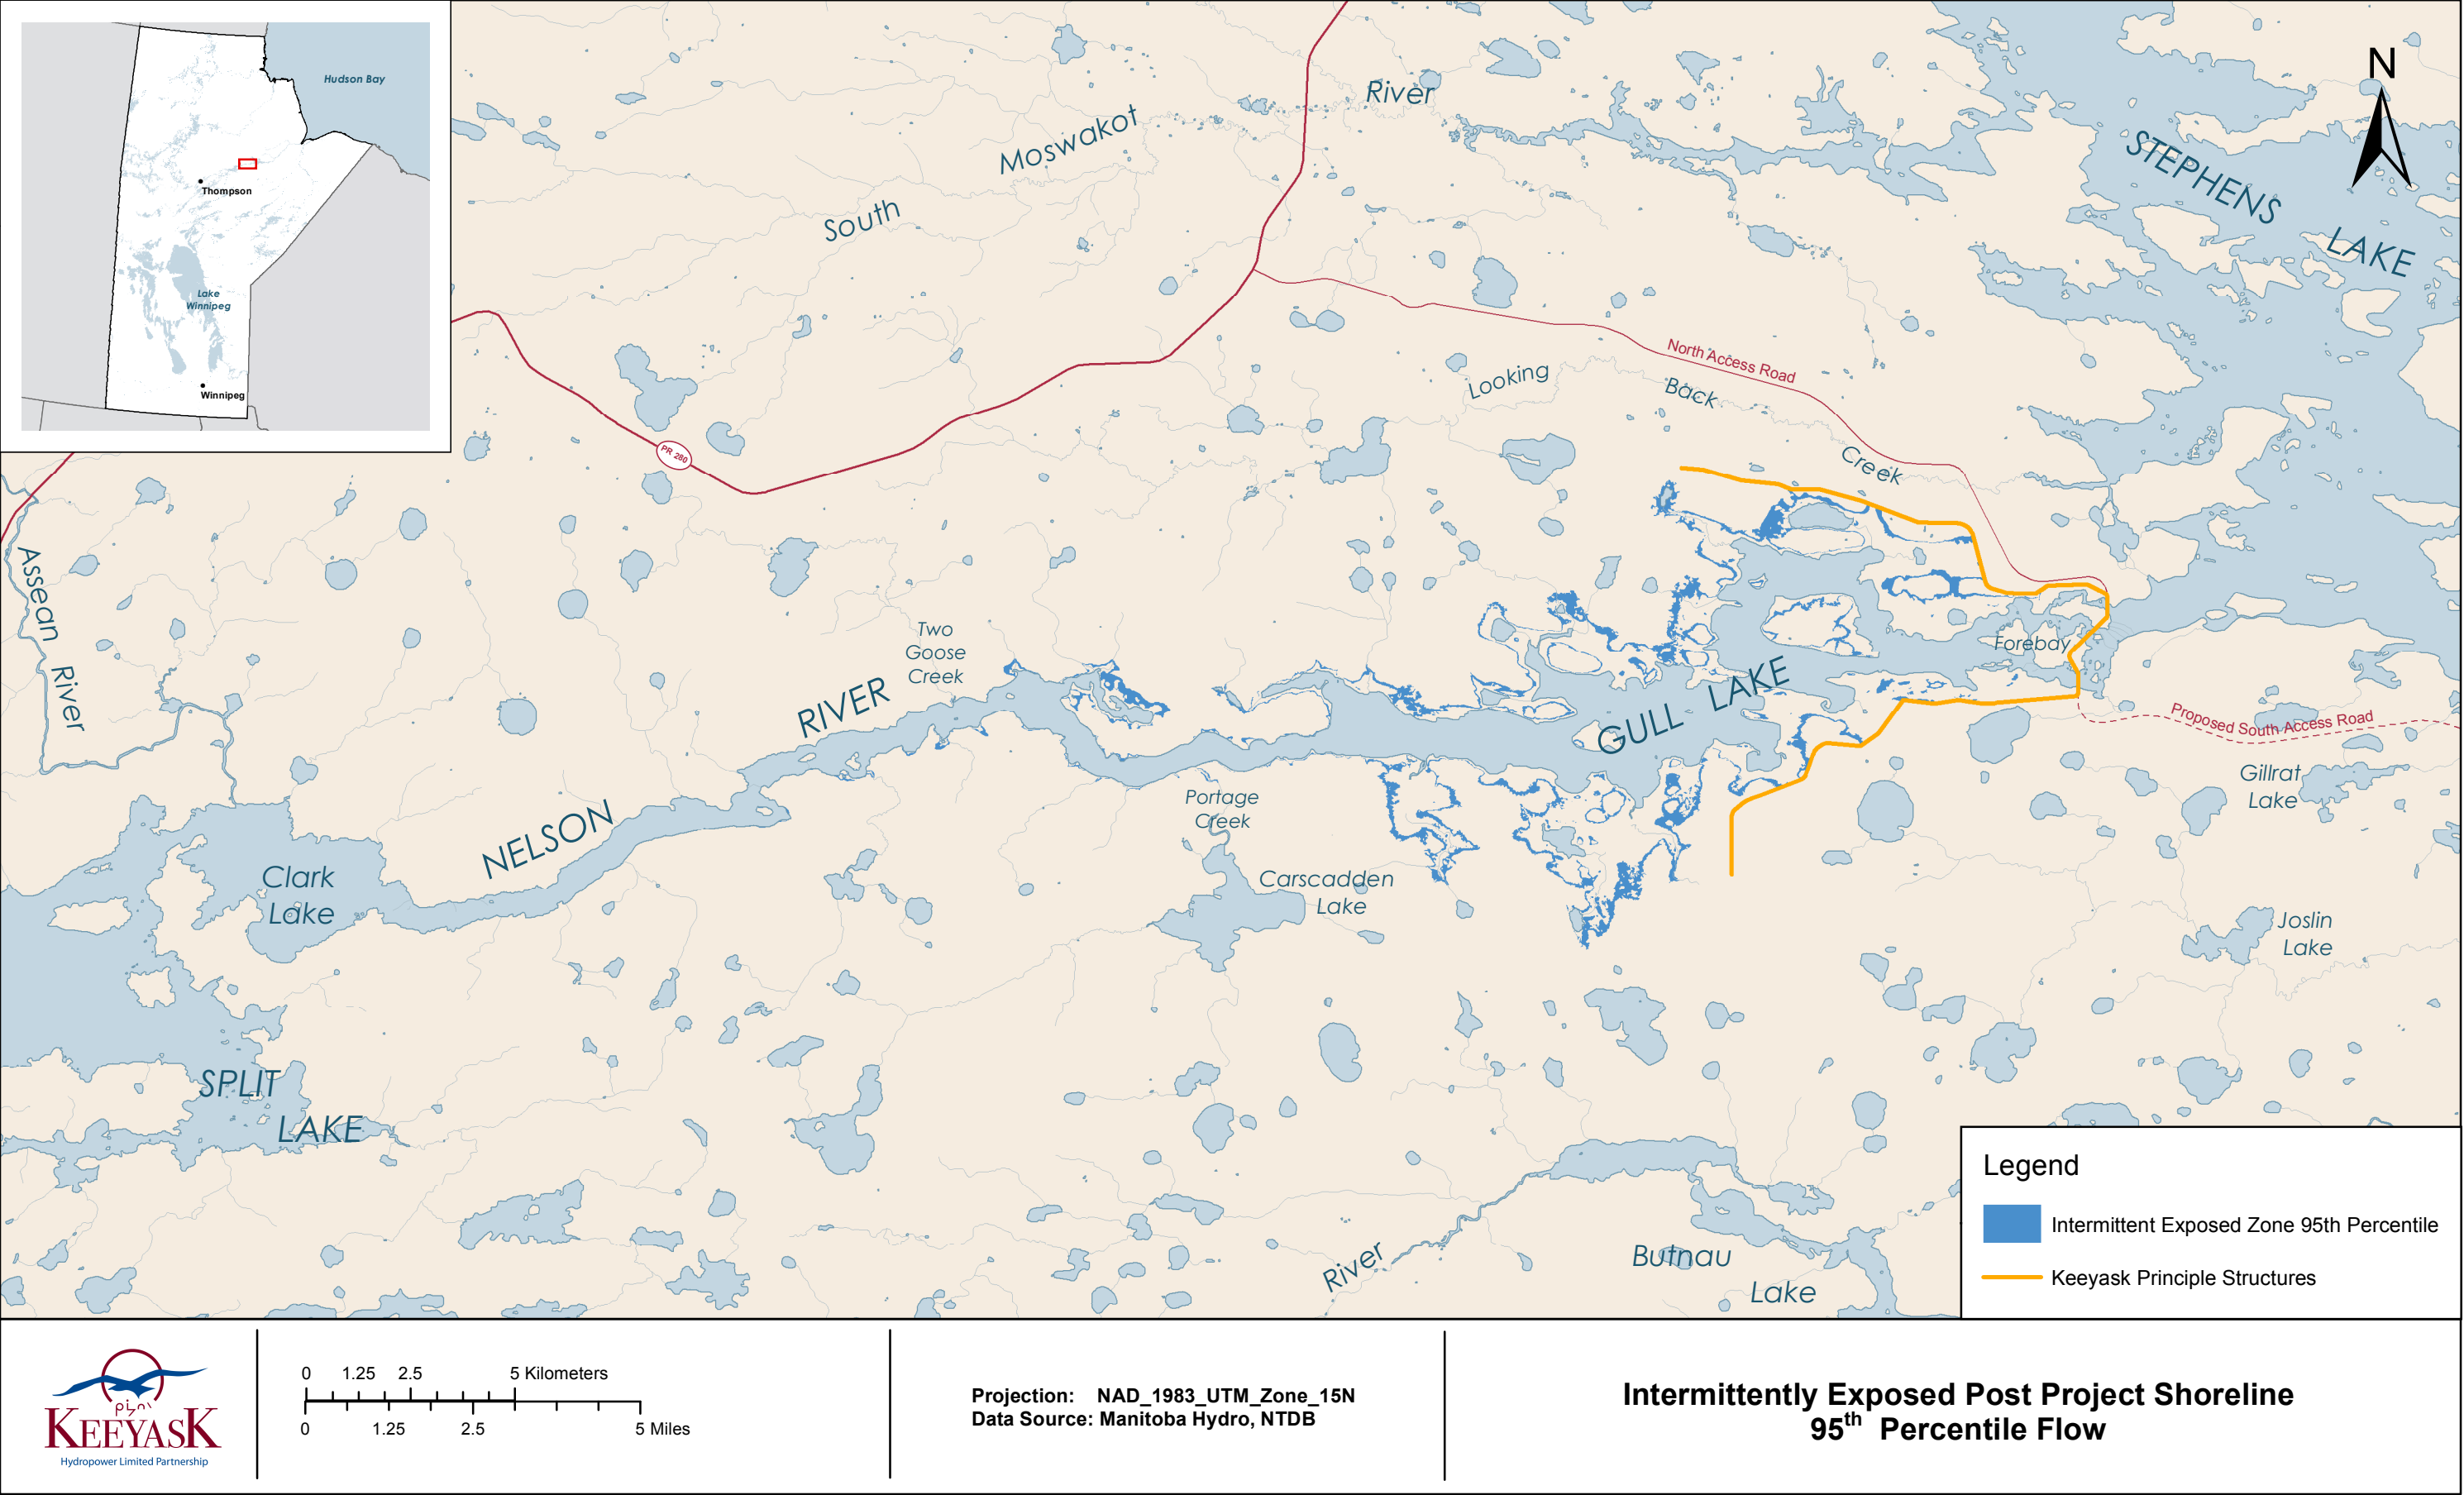 Hudson Bay
Thompson
Lake
Winnipeg
Winnipeg
N
River
Moswakot
South
STEPHENS
LAKE
North Access Road
Looking
Back
Creek
PR 280
Assean
River
Two
Goose
Creek
RIVER
NELSON
Forebay
GULL LAKE
Proposed South Access Road
Gillrat
Lake
Portage
Creek
Carscadden
Lake
Clark
Lake
Joslin
Lake
SPLIT
LAKE
River
Butnau
Lake
Legend
Intermittent Exposed Zone 95th Percentile
Keeyask Principle Structures
KEEYASK
Hydropower Limited Partnership
0 1.25 2.5 5 Kilometers
0 1.25 2.5 5 Miles
Projection: NAD_1983_UTM_Zone_15N
Data Source: Manitoba Hydro, NTDB
Intermittently Exposed Post Project Shoreline
95th Percentile Flow